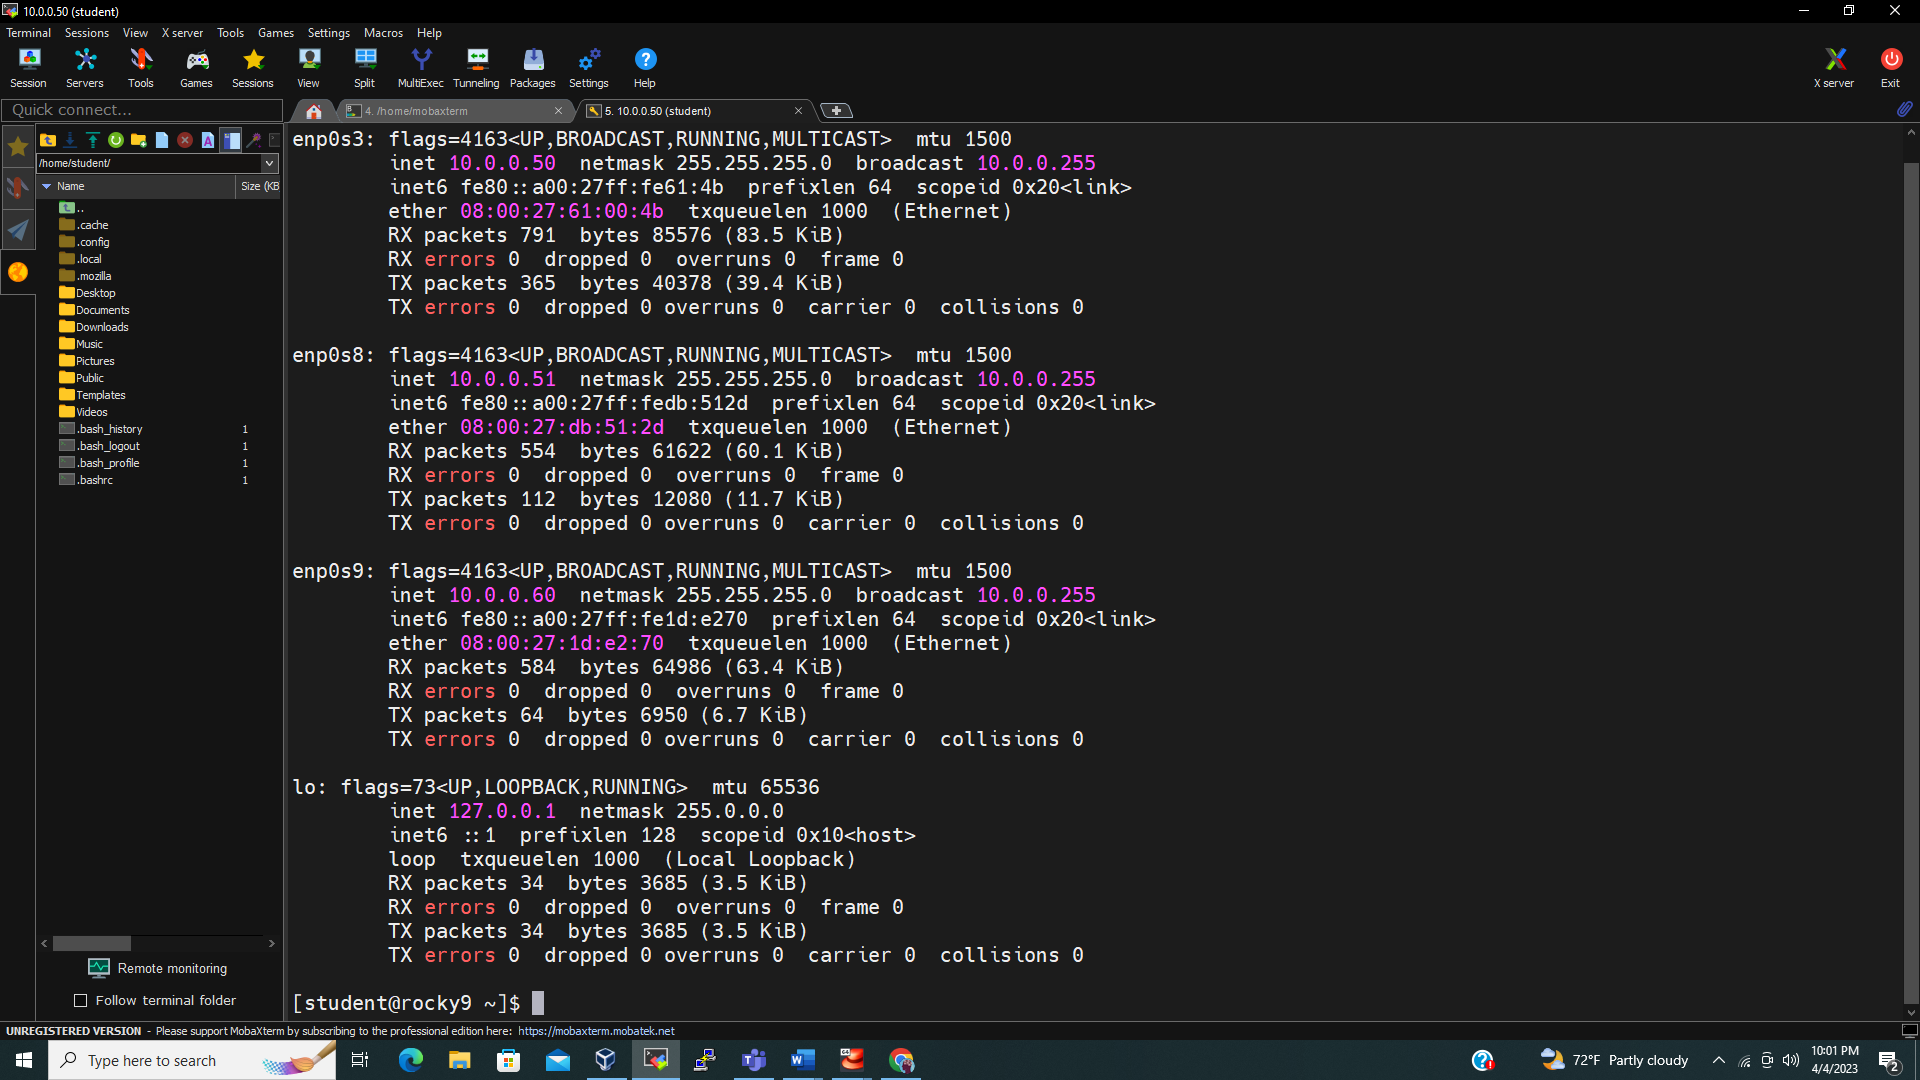 10.0.0.50 (student)
Terminal Sessions View X server Tools Games Settings Macros Help
Session Servers Tools Games Sessions View Split MultiExec Tunneling Packages Settings Help X server Exit
Quick connect...
4. /home/mobaxterm
5. 10.0.0.50 (student)
/home/student/
Name Size (KB
..
.cache
.config
.local
.mozilla
Desktop
Documents
Downloads
Music
Pictures
Public
Templates
Videos
.bash_history 1
.bash_logout 1
.bash_profile 1
.bashrc 1
Remote monitoring
Follow terminal folder
enp0s3: flags=4163<UP,BROADCAST,RUNNING,MULTICAST>  mtu 1500
        inet 10.0.0.50  netmask 255.255.255.0  broadcast 10.0.0.255
        inet6 fe80::a00:27ff:fe61:4b  prefixlen 64  scopeid 0x20<link>
        ether 08:00:27:61:00:4b  txqueuelen 1000  (Ethernet)
        RX packets 791  bytes 85576 (83.5 KiB)
        RX errors 0  dropped 0  overruns 0  frame 0
        TX packets 365  bytes 40378 (39.4 KiB)
        TX errors 0  dropped 0 overruns 0  carrier 0  collisions 0

enp0s8: flags=4163<UP,BROADCAST,RUNNING,MULTICAST>  mtu 1500
        inet 10.0.0.51  netmask 255.255.255.0  broadcast 10.0.0.255
        inet6 fe80::a00:27ff:fedb:512d  prefixlen 64  scopeid 0x20<link>
        ether 08:00:27:db:51:2d  txqueuelen 1000  (Ethernet)
        RX packets 554  bytes 61622 (60.1 KiB)
        RX errors 0  dropped 0  overruns 0  frame 0
        TX packets 112  bytes 12080 (11.7 KiB)
        TX errors 0  dropped 0 overruns 0  carrier 0  collisions 0

enp0s9: flags=4163<UP,BROADCAST,RUNNING,MULTICAST>  mtu 1500
        inet 10.0.0.60  netmask 255.255.255.0  broadcast 10.0.0.255
        inet6 fe80::a00:27ff:fe1d:e270  prefixlen 64  scopeid 0x20<link>
        ether 08:00:27:1d:e2:70  txqueuelen 1000  (Ethernet)
        RX packets 584  bytes 64986 (63.4 KiB)
        RX errors 0  dropped 0  overruns 0  frame 0
        TX packets 64  bytes 6950 (6.7 KiB)
        TX errors 0  dropped 0 overruns 0  carrier 0  collisions 0

lo: flags=73<UP,LOOPBACK,RUNNING>  mtu 65536
        inet 127.0.0.1  netmask 255.0.0.0
        inet6 ::1  prefixlen 128  scopeid 0x10<host>
        loop  txqueuelen 1000  (Local Loopback)
        RX packets 34  bytes 3685 (3.5 KiB)
        RX errors 0  dropped 0  overruns 0  frame 0
        TX packets 34  bytes 3685 (3.5 KiB)
        TX errors 0  dropped 0 overruns 0  carrier 0  collisions 0

[student@rocky9 ~]$
UNREGISTERED VERSION - Please support MobaXterm by subscribing to the professional edition here: https://mobaxterm.mobatek.net
Type here to search
72°F Partly cloudy
10:01 PM
4/4/2023
2